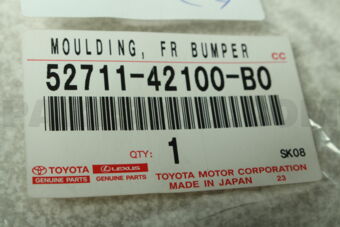 MOULDING, FR BUMPER
CC
52711-42100-B0
QTY: 1
SK08
TOYOTA
GENUINE PARTS
LEXUS
GENUINE PARTS
TOYOTA MOTOR CORPORATION
MADE IN JAPAN 23